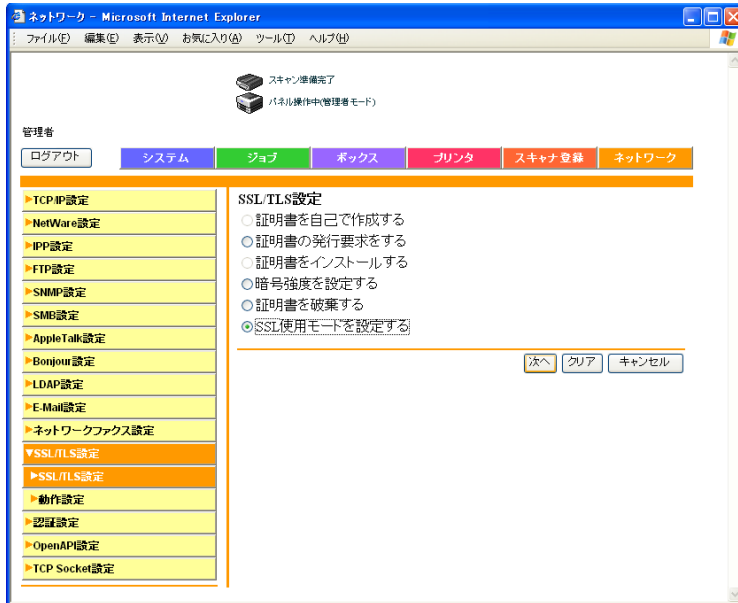 ネットワーク - Microsoft Internet Explorer
ファイル(F) 編集(E) 表示(V) お気に入り(A) ツール(T) ヘルプ(H)
スキャン準備完了
パネル操作中(管理者モード)
管理者
ログアウト システム ジョブ ボックス プリンタ スキャナ登録 ネットワーク
TCP/IP設定
NetWare設定
IPP設定
FTP設定
SNMP設定
SMB設定
AppleTalk設定
Bonjour設定
LDAP設定
E-Mail設定
ネットワークファクス設定
SSL/TLS設定
SSL/TLS設定
動作設定
認証設定
OpenAPI設定
TCP Socket設定
SSL/TLS設定
証明書を自己で作成する
証明書の発行要求をする
証明書をインストールする
暗号強度を設定する
証明書を破棄する
SSL使用モードを設定する
次へ クリア キャンセル